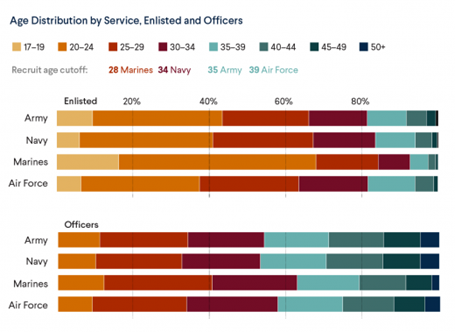 Age Distribution by Service, Enlisted and Officers
17–19 20–24 25–29 30–34 35–39 40–44 45–49 50+
Recruit age cutoff: 28 Marines 34 Navy 35 Army 39 Air Force
Enlisted 20% 40% 60% 80%
Army
Navy
Marines
Air Force
Officers
Army
Navy
Marines
Air Force